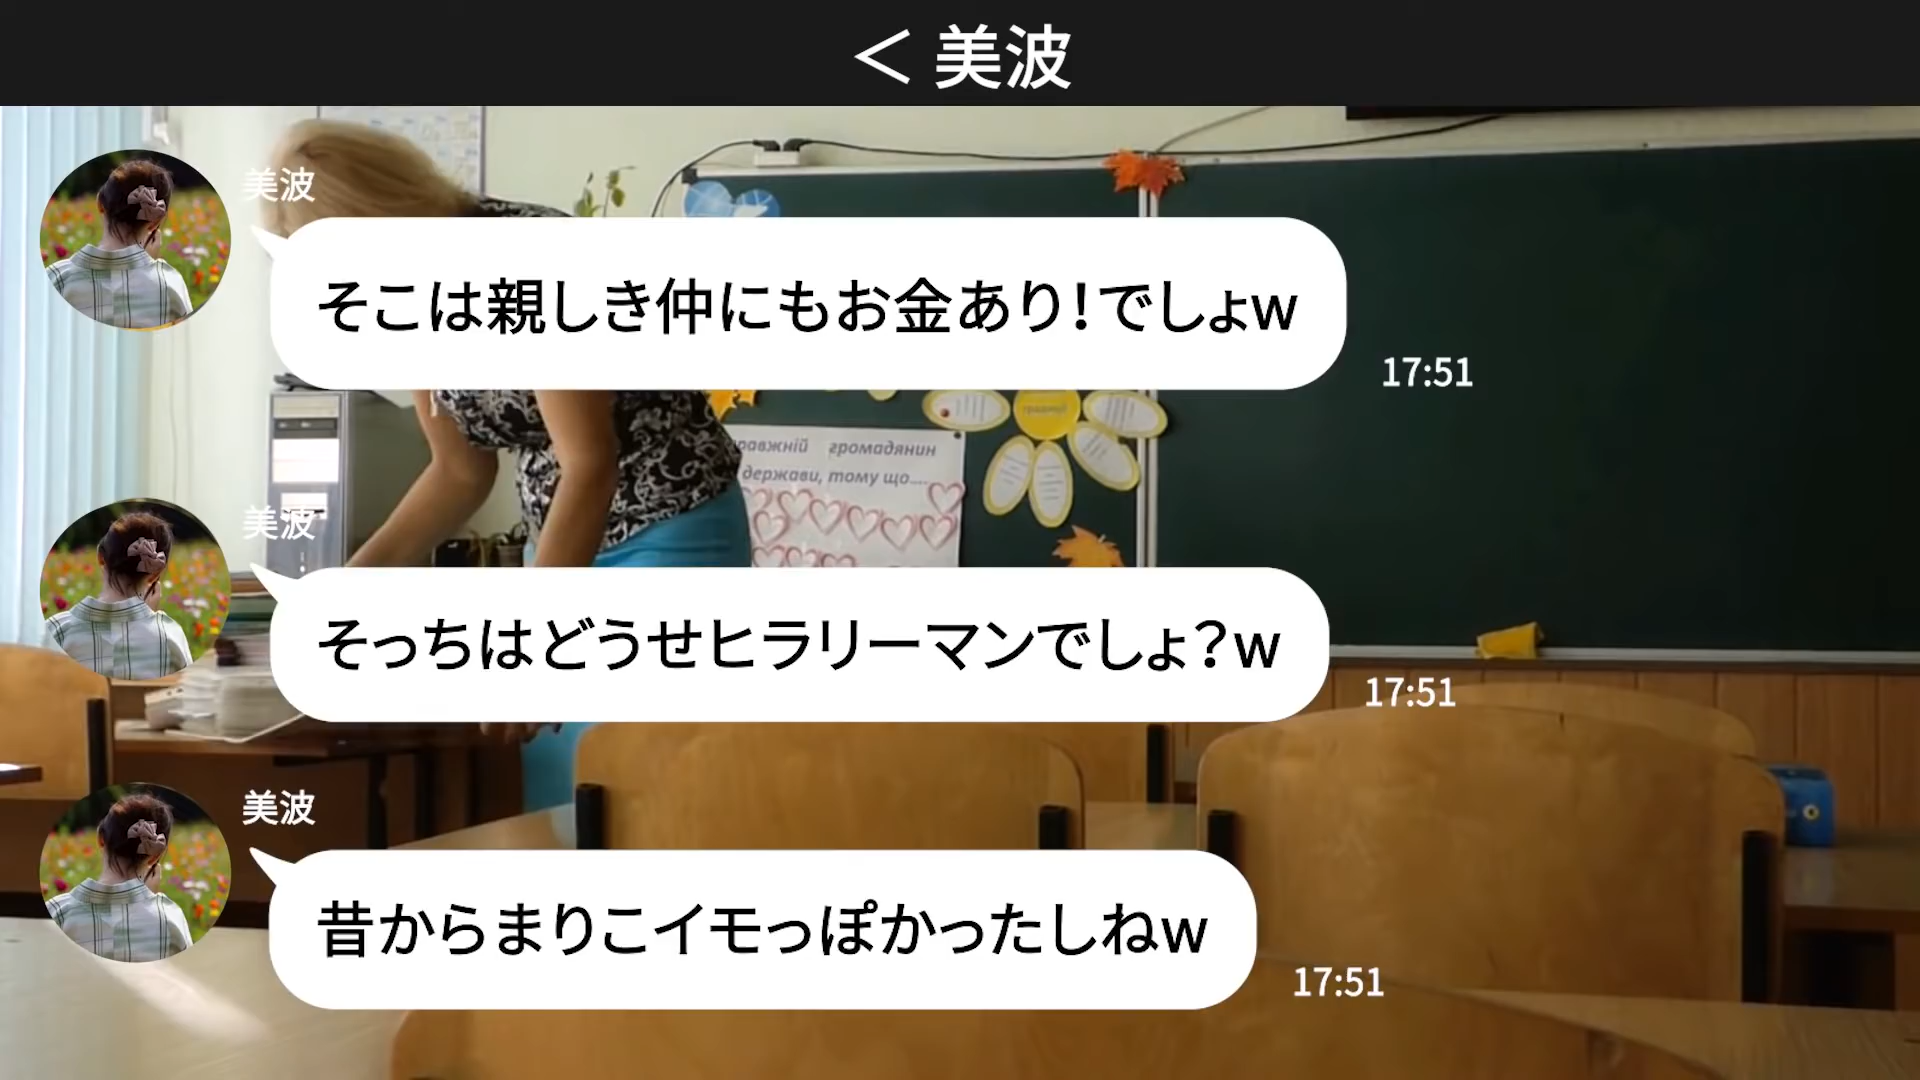 < 美波
美波
そこは親しき仲にもお金あり！でしょw
17:51
равжній громадянин
держави, тому що....
美波
そっちはどうせヒラリーマンでしょ？w
17:51
美波
昔からまりこイモっぽかったしねw
17:51